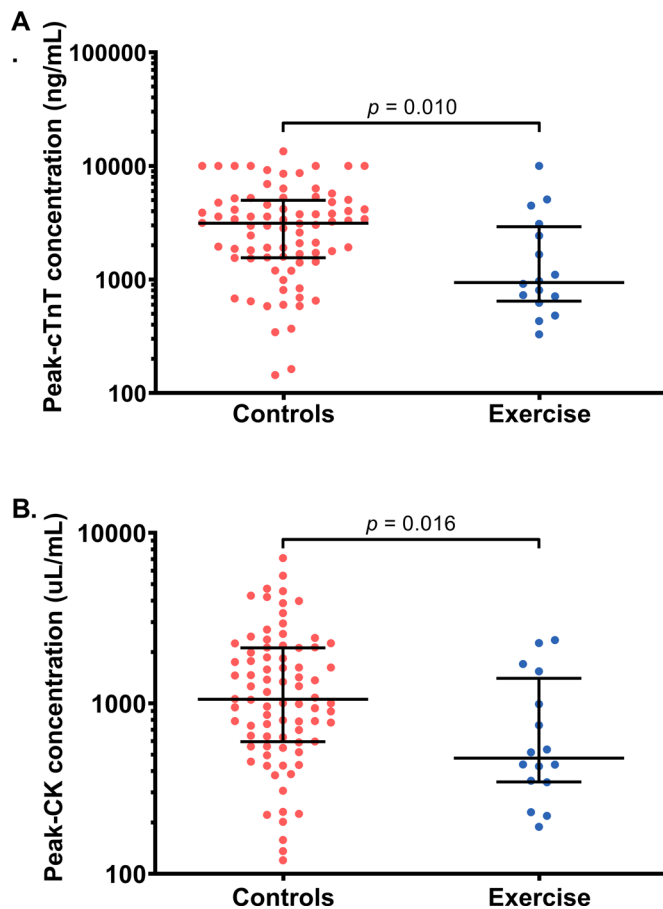 A
.
Peak-cTnT concentration (ng/mL)
100000
10000
1000
100
p = 0.010
Controls
Exercise
B.
Peak-CK concentration (uL/mL)
10000
1000
100
p = 0.016
Controls
Exercise